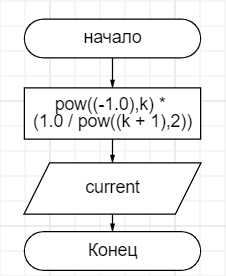 начало
pow((-1.0),k) *
(1.0 / pow((k + 1),2))
current
Конец